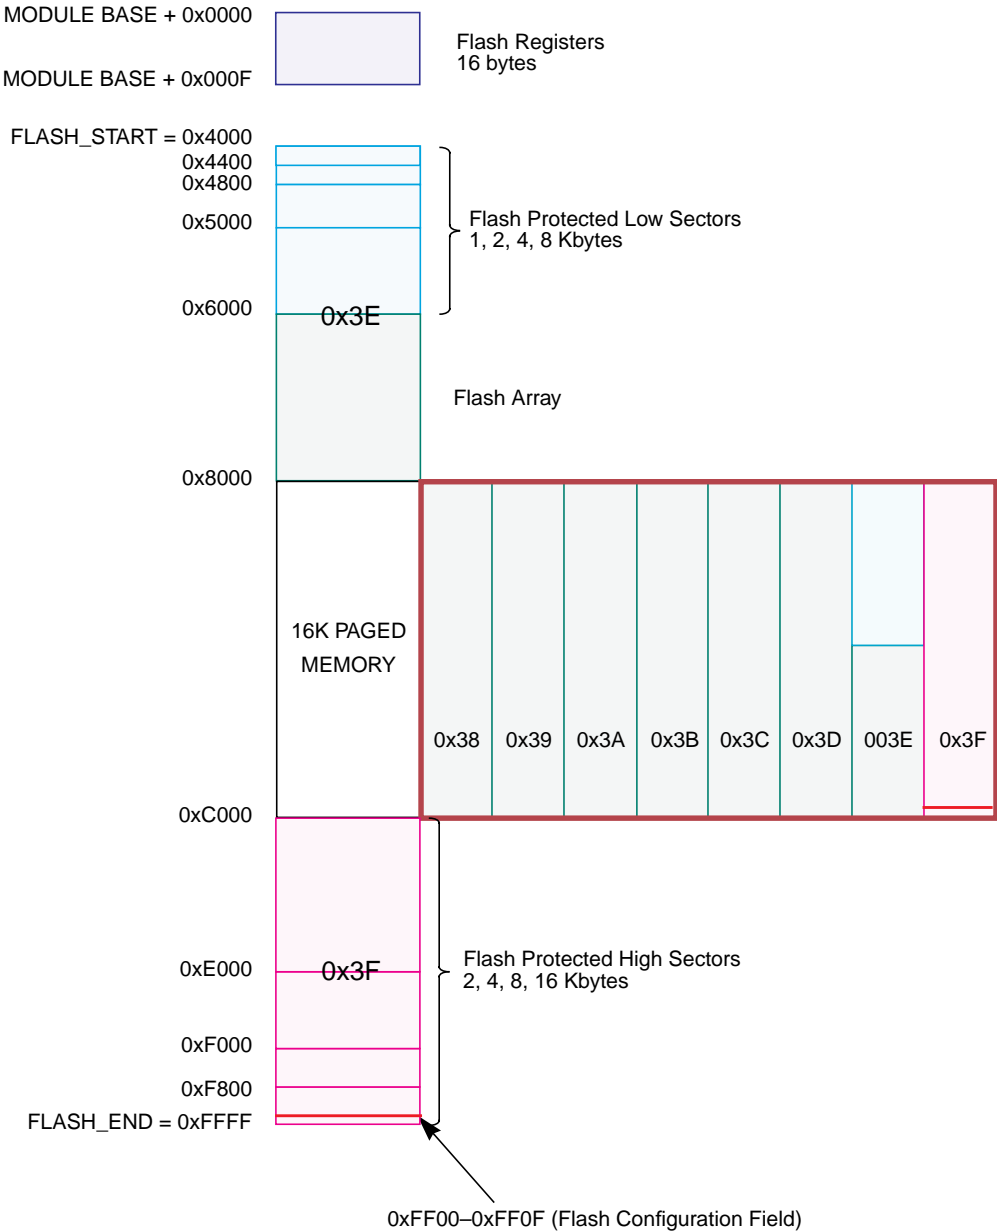 MODULE BASE + 0x0000
Flash Registers
16 bytes
MODULE BASE + 0x000F
FLASH_START = 0x4000
0x4400
0x4800
0x5000
Flash Protected Low Sectors
1, 2, 4, 8 Kbytes
0x6000
0x3E
Flash Array
0x8000
16K PAGED
MEMORY
0x38 0x39 0x3A 0x3B 0x3C 0x3D 003E 0x3F
0xC000
Flash Protected High Sectors
2, 4, 8, 16 Kbytes
0xE000
0x3F
0xF000
0xF800
FLASH_END = 0xFFFF
0xFF00–0xFF0F (Flash Configuration Field)